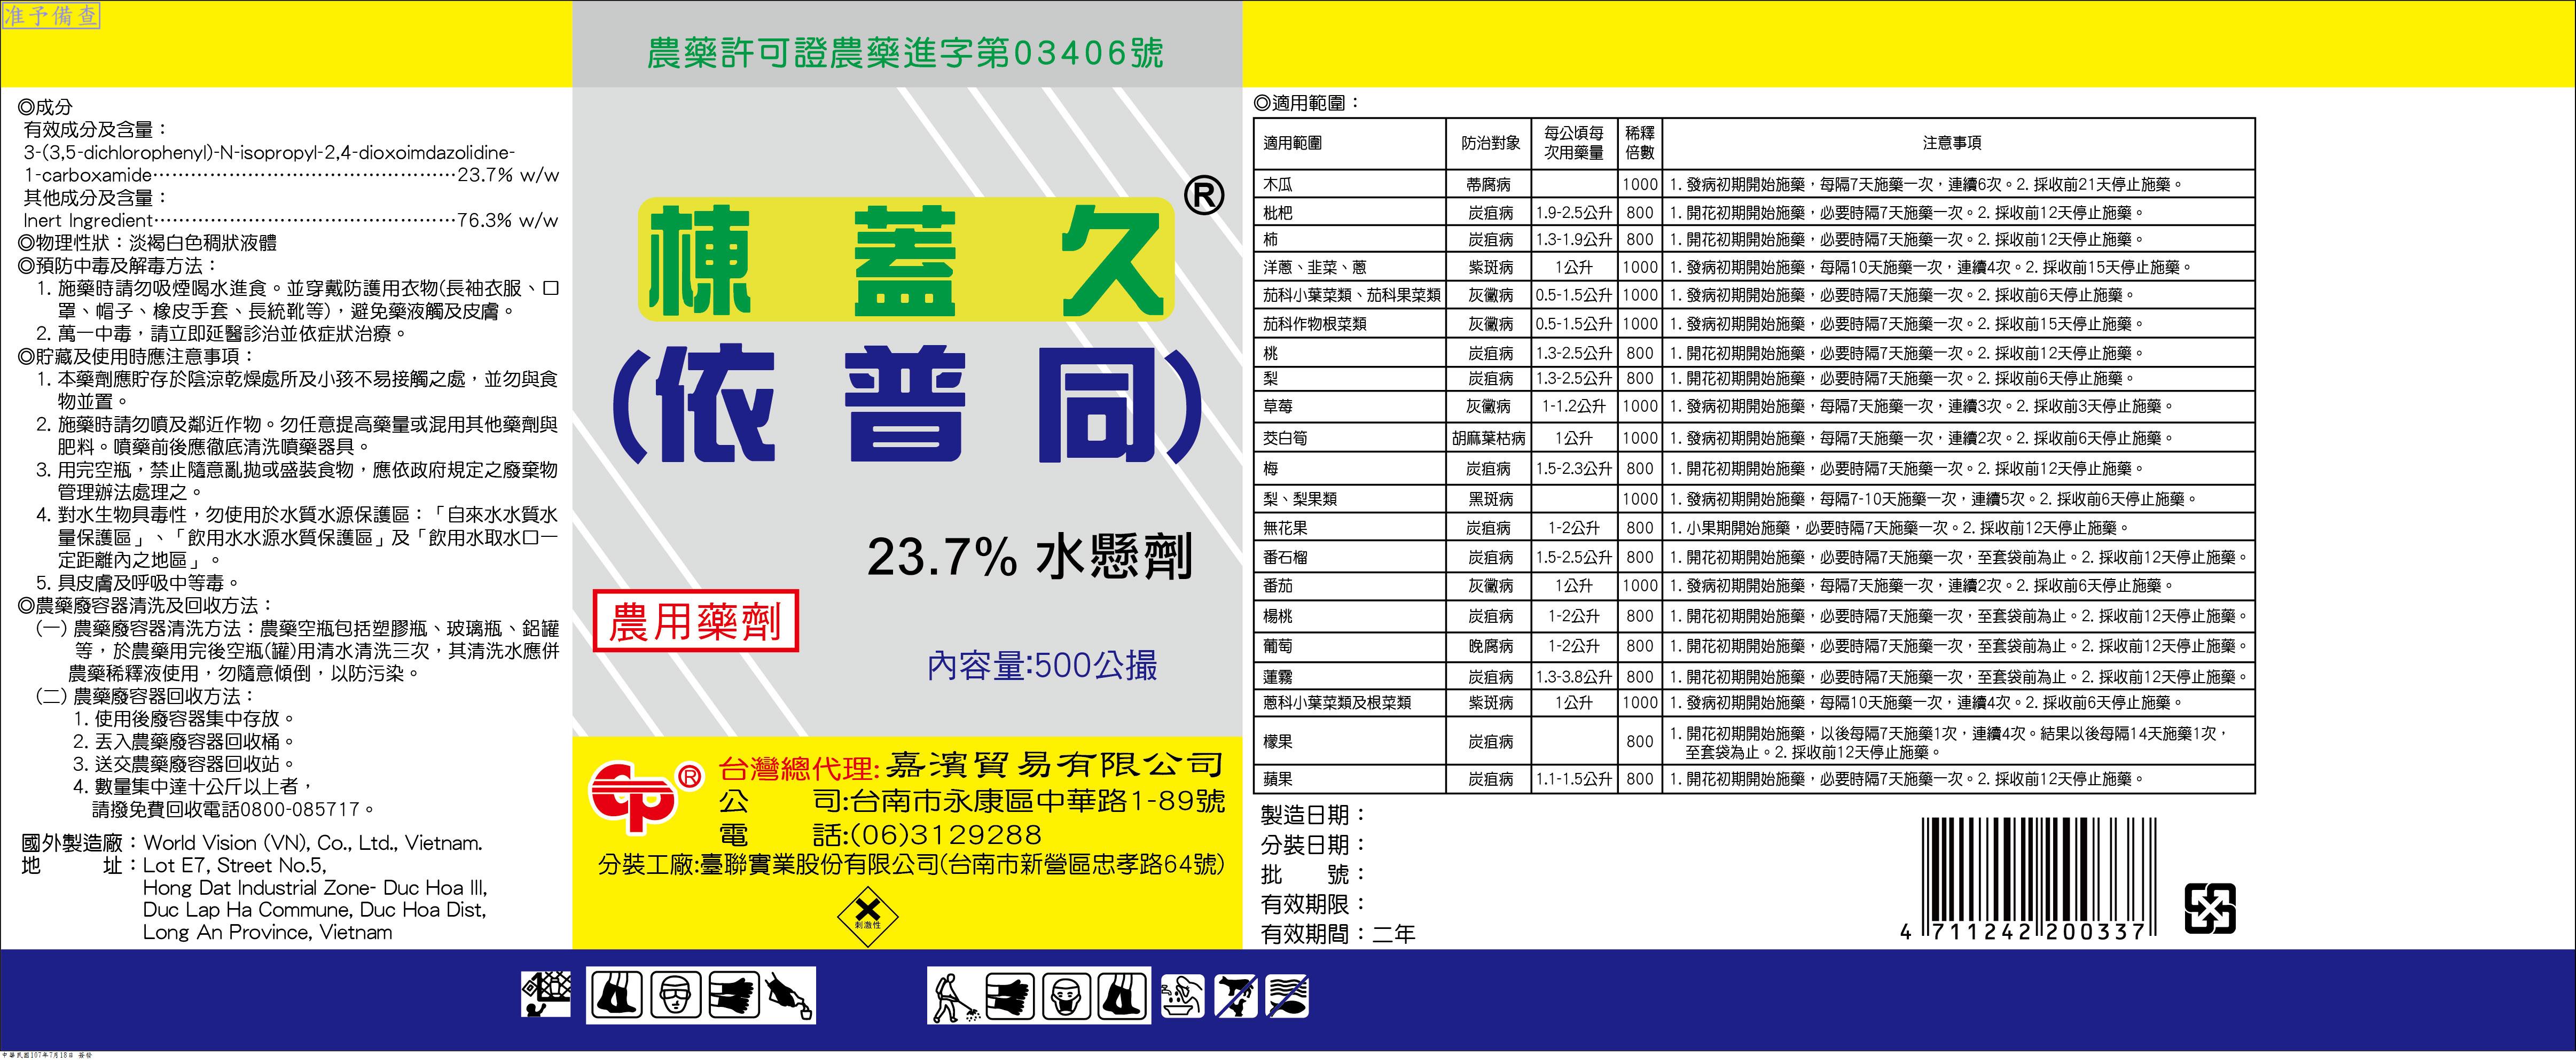 准予備查
農藥許可證農藥進字第03406號
◎成分
有效成分及含量：
3-(3,5-dichlorophenyl)-N-isopropyl-2,4-dioxoimdazolidine-
1-carboxamide⋯⋯⋯⋯⋯⋯⋯⋯⋯⋯⋯⋯⋯⋯⋯23.7% w/w
其他成分及含量：
Inert Ingredient⋯⋯⋯⋯⋯⋯⋯⋯⋯⋯⋯⋯⋯⋯⋯76.3% w/w
◎物理性狀：淡褐白色稠狀液體
◎預防中毒及解毒方法：
1. 施藥時請勿吸煙喝水進食。並穿戴防護用衣物(長袖衣服、口
罩、帽子、橡皮手套、長統靴等)，避免藥液觸及皮膚。
2. 萬一中毒，請立即延醫診治並依症狀治療。
◎貯藏及使用時應注意事項：
1. 本藥劑應貯存於陰涼乾燥處所及小孩不易接觸之處，並勿與食
物並置。
2. 施藥時請勿噴及鄰近作物。勿任意提高藥量或混用其他藥劑與
肥料。噴藥前後應徹底清洗噴藥器具。
3. 用完空瓶，禁止隨意亂拋或盛裝食物，應依政府規定之廢棄物
管理辦法處理之。
4. 對水生物具毒性，勿使用於水質水源保護區：「自來水水質水
量保護區」、「飲用水水源水質保護區」及「飲用水取水口一
定距離內之地區」。
5. 具皮膚及呼吸中等毒。
◎農藥廢容器清洗及回收方法：
(一) 農藥廢容器清洗方法：農藥空瓶包括塑膠瓶、玻璃瓶、鋁罐
等，於農藥用完後空瓶(罐)用清水清洗三次，其清洗水應併
農藥稀釋液使用，勿隨意傾倒，以防污染。
(二) 農藥廢容器回收方法：
1. 使用後廢容器集中存放。
2. 丟入農藥廢容器回收桶。
3. 送交農藥廢容器回收站。
4. 數量集中達十公斤以上者，
請撥免費回收電話0800-085717。
國外製造廠：World Vision (VN), Co., Ltd., Vietnam.
地　　　址：Lot E7, Street No.5,
Hong Dat Industrial Zone- Duc Hoa III,
Duc Lap Ha Commune, Duc Hoa Dist,
Long An Province, Vietnam
棟蓋久®
(依普同)
23.7% 水懸劑
農用藥劑
內容量:500公撮
cp®
台灣總代理:嘉濱貿易有限公司
公　　司:台南市永康區中華路1-89號
電　　話:(06)3129288
分裝工廠:臺聯實業股份有限公司(台南市新營區忠孝路64號)
刺激性
◎適用範圍：
適用範圍 防治對象 每公頃每次用藥量 稀釋倍數 注意事項
木瓜 蒂腐病 1000 1. 發病初期開始施藥，每隔7天施藥一次，連續6次。2. 採收前21天停止施藥。
枇杷 炭疽病 1.9-2.5公升 800 1. 開花初期開始施藥，必要時隔7天施藥一次。2. 採收前12天停止施藥。
柿 炭疽病 1.3-1.9公升 800 1. 開花初期開始施藥，必要時隔7天施藥一次。2. 採收前12天停止施藥。
洋蔥、韭菜、蔥 紫斑病 1公升 1000 1. 發病初期開始施藥，每隔10天施藥一次，連續4次。2. 採收前15天停止施藥。
茄科小葉菜類、茄科果菜類 灰黴病 0.5-1.5公升 1000 1. 發病初期開始施藥，必要時隔7天施藥一次。2. 採收前6天停止施藥。
茄科作物根菜類 灰黴病 0.5-1.5公升 1000 1. 發病初期開始施藥，必要時隔7天施藥一次。2. 採收前15天停止施藥。
桃 炭疽病 1.3-2.5公升 800 1. 開花初期開始施藥，必要時隔7天施藥一次。2. 採收前12天停止施藥。
梨 炭疽病 1.3-2.5公升 800 1. 開花初期開始施藥，必要時隔7天施藥一次。2. 採收前6天停止施藥。
草莓 灰黴病 1-1.2公升 1000 1. 發病初期開始施藥，每隔7天施藥一次，連續3次。2. 採收前3天停止施藥。
茭白筍 胡麻葉枯病 1公升 1000 1. 發病初期開始施藥，每隔7天施藥一次，連續2次。2. 採收前6天停止施藥。
梅 炭疽病 1.5-2.3公升 800 1. 開花初期開始施藥，必要時隔7天施藥一次。2. 採收前12天停止施藥。
梨、梨果類 黑斑病 1000 1. 發病初期開始施藥，每隔7-10天施藥一次，連續5次。2. 採收前6天停止施藥。
無花果 炭疽病 1-2公升 800 1. 小果期開始施藥，必要時隔7天施藥一次。2. 採收前12天停止施藥。
番石榴 炭疽病 1.5-2.5公升 800 1. 開花初期開始施藥，必要時隔7天施藥一次，至套袋前為止。2. 採收前12天停止施藥。
番茄 灰黴病 1公升 1000 1. 發病初期開始施藥，每隔7天施藥一次，連續2次。2. 採收前6天停止施藥。
楊桃 炭疽病 1-2公升 800 1. 開花初期開始施藥，必要時隔7天施藥一次，至套袋前為止。2. 採收前12天停止施藥。
葡萄 晚腐病 1-2公升 800 1. 開花初期開始施藥，必要時隔7天施藥一次，至套袋前為止。2. 採收前12天停止施藥。
蓮霧 炭疽病 1.3-3.8公升 800 1. 開花初期開始施藥，必要時隔7天施藥一次，至套袋前為止。2. 採收前12天停止施藥。
蔥科小葉菜類及根菜類 紫斑病 1公升 1000 1. 發病初期開始施藥，每隔10天施藥一次，連續4次。2. 採收前6天停止施藥。
檬果 炭疽病 800 1. 開花初期開始施藥，以後每隔7天施藥1次，連續4次。結果以後每隔14天施藥1次，
至套袋為止。2. 採收前12天停止施藥。
蘋果 炭疽病 1.1-1.5公升 800 1. 開花初期開始施藥，必要時隔7天施藥一次。2. 採收前12天停止施藥。
製造日期：
分裝日期：
批　　號：
有效期限：
有效期間：二年
4 711242 200337
中華民國107年7月18日 簽發